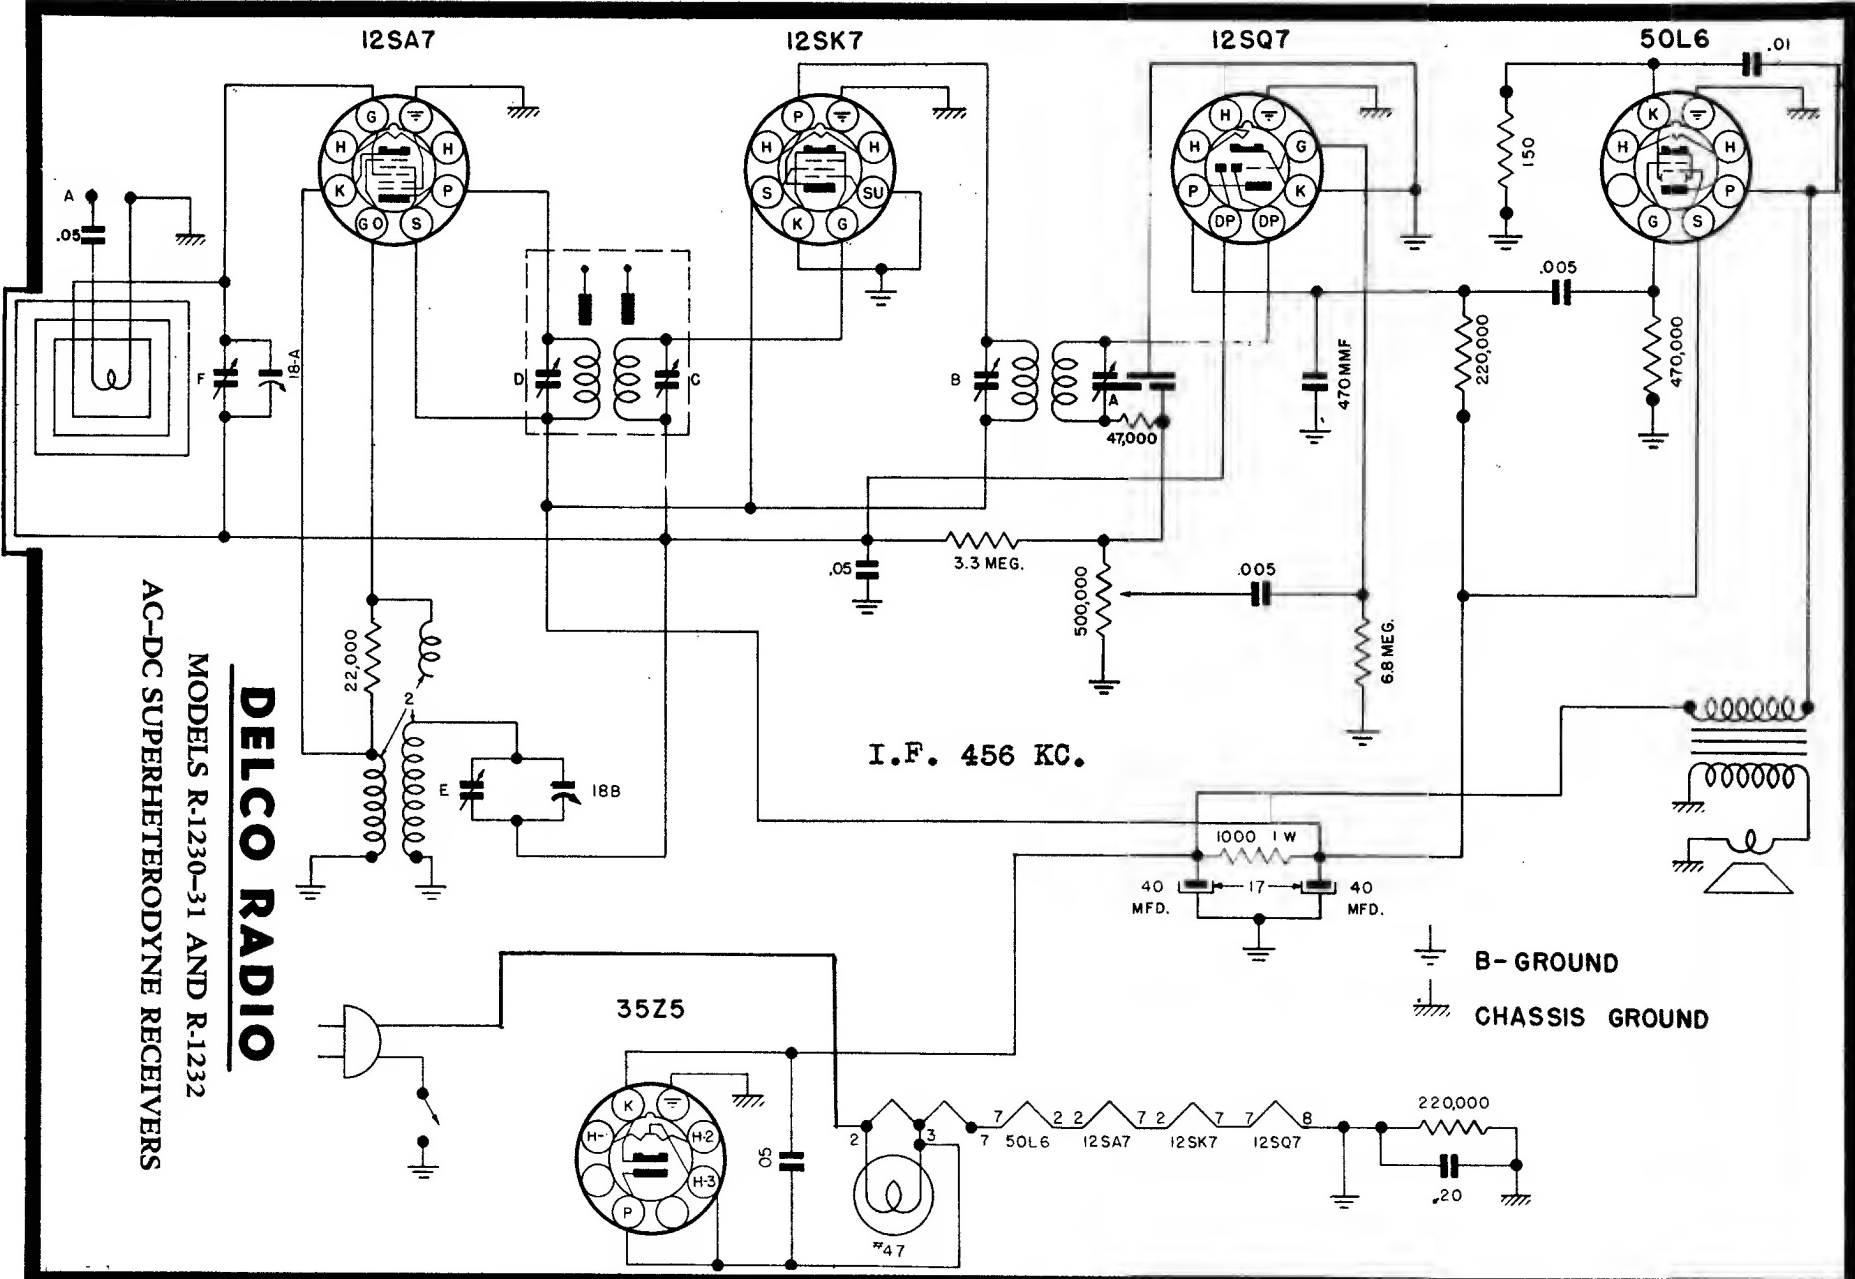 12SA7
12SK7
12SQ7
50L6
.01
G
H
H
K
P
GO
S
P
H
H
S
SU
K
G
H
H
G
P
K
DP
DP
K
H
H
P
G
S
150
A
.05
F
18-A
D
C
B
A
47,000
470MMF
220,000
.005
470,000
.05
3.3 MEG.
500,000
.005
6.8 MEG.
22,000
2
E
18B
I.F. 456 KC.
1000 1 W
40
MFD.
17
40
MFD.
B-GROUND
CHASSIS GROUND
DELCO RADIO
MODELS R-1230-31 AND R-1232
AC-DC SUPERHETERODYNE RECEIVERS
35Z5
K
H-
H-2
H-3
P
05
2
3
7
7
50L6
2
2
12SA7
7
2
12SK7
7
7
12SQ7
8
220,000
.20
#47